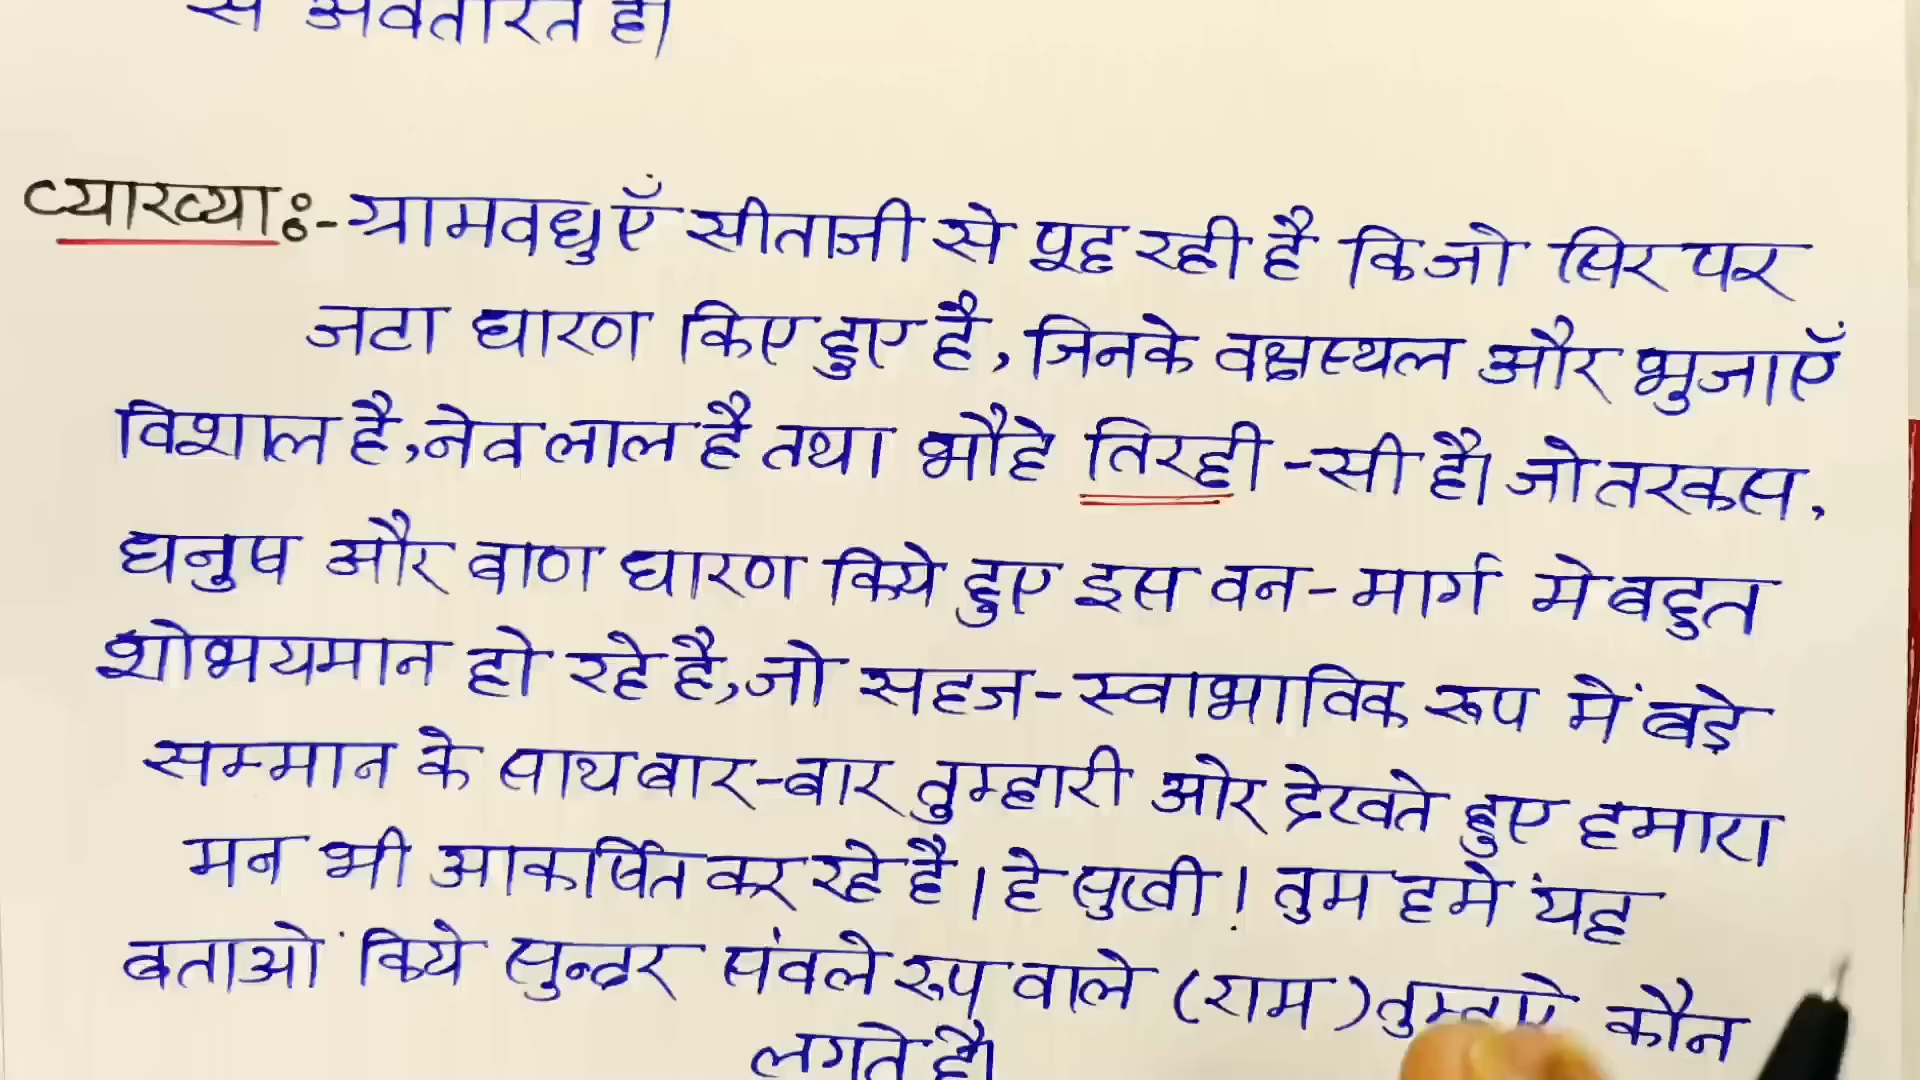 से अवतरित है।
व्याख्याः- ग्रामवधुएँ सीताजी से पूछ रही है कि जो सिर पर
जटा धारण किए हुए है, जिनके वक्षस्थल और भुजाएँ
विशाल है, नेत्र लाल है तथा भौहे तिरछी -सी है। जो तरकस,
धनुष और बाण धारण किये हुए इस वन-मार्ग मे बहुत
शोभयमान हो रहे है, जो सहज-स्वाभाविक रूप में बड़े
सम्मान के साथ बार-बार तुम्हारी ओर देखते हुए हमारा
मन भी आकर्षित कर रहे है। हे सुखी! तुम हमे यह
बताओ कि ये सुन्दर संवले रूप वाले (राम) कौन
लगते है।